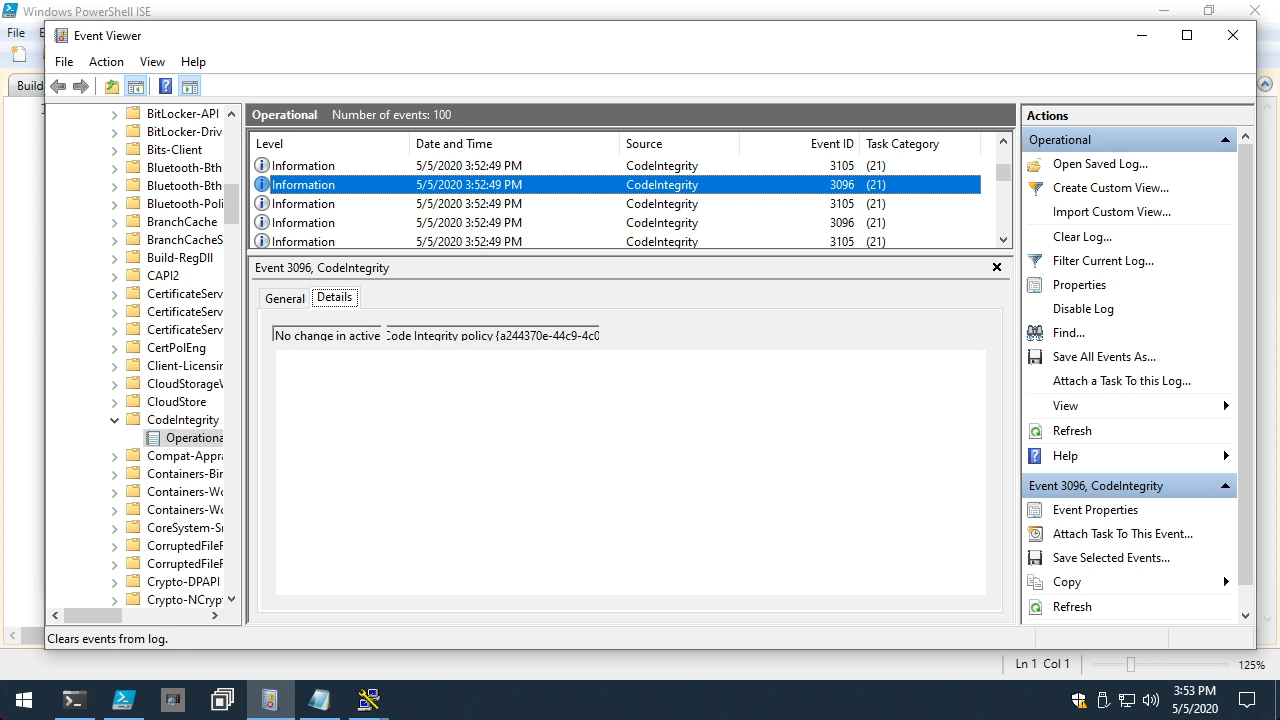 Windows PowerShell ISE
File
Event Viewer
File Action View Help
Build
BitLocker-API
BitLocker-Driv
Bits-Client
Bluetooth-Bth
Bluetooth-Bth
Bluetooth-Poli
BranchCache
BranchCacheS
Build-RegDll
CAPI2
CertificateServ
CertificateServ
CertificateServ
CertPolEng
Client-Licensin
CloudStorageW
CloudStore
CodeIntegrity
Operationa
Compat-Appra
Containers-Bin
Containers-Wc
Containers-Wc
CoreSystem-Sm
CorruptedFileR
CorruptedFileR
Crypto-DPAPI
Crypto-NCryp
Operational Number of events: 100
Level Date and Time Source Event ID Task Category
Information 5/5/2020 3:52:49 PM CodeIntegrity 3105 (21)
Information 5/5/2020 3:52:49 PM CodeIntegrity 3096 (21)
Information 5/5/2020 3:52:49 PM CodeIntegrity 3105 (21)
Information 5/5/2020 3:52:49 PM CodeIntegrity 3096 (21)
Information 5/5/2020 3:52:49 PM CodeIntegrity 3105 (21)
Event 3096, CodeIntegrity
General Details
No change in active Code Integrity policy {a244370e-44c9-4c0
Actions
Operational
Open Saved Log...
Create Custom View...
Import Custom View...
Clear Log...
Filter Current Log...
Properties
Disable Log
Find...
Save All Events As...
Attach a Task To this Log...
View
Refresh
Help
Event 3096, CodeIntegrity
Event Properties
Attach Task To This Event...
Save Selected Events...
Copy
Refresh
Clears events from log.
Ln 1 Col 1 125%
3:53 PM
5/5/2020